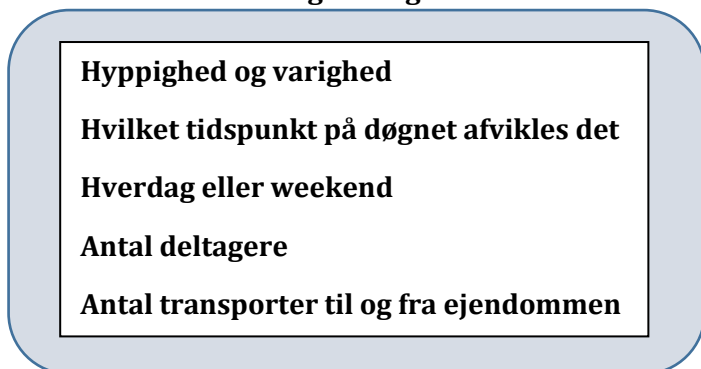 Hyppighed og varighed
Hvilket tidspunkt på døgnet afvikles det
Hverdag eller weekend
Antal deltagere
Antal transporter til og fra ejendommen